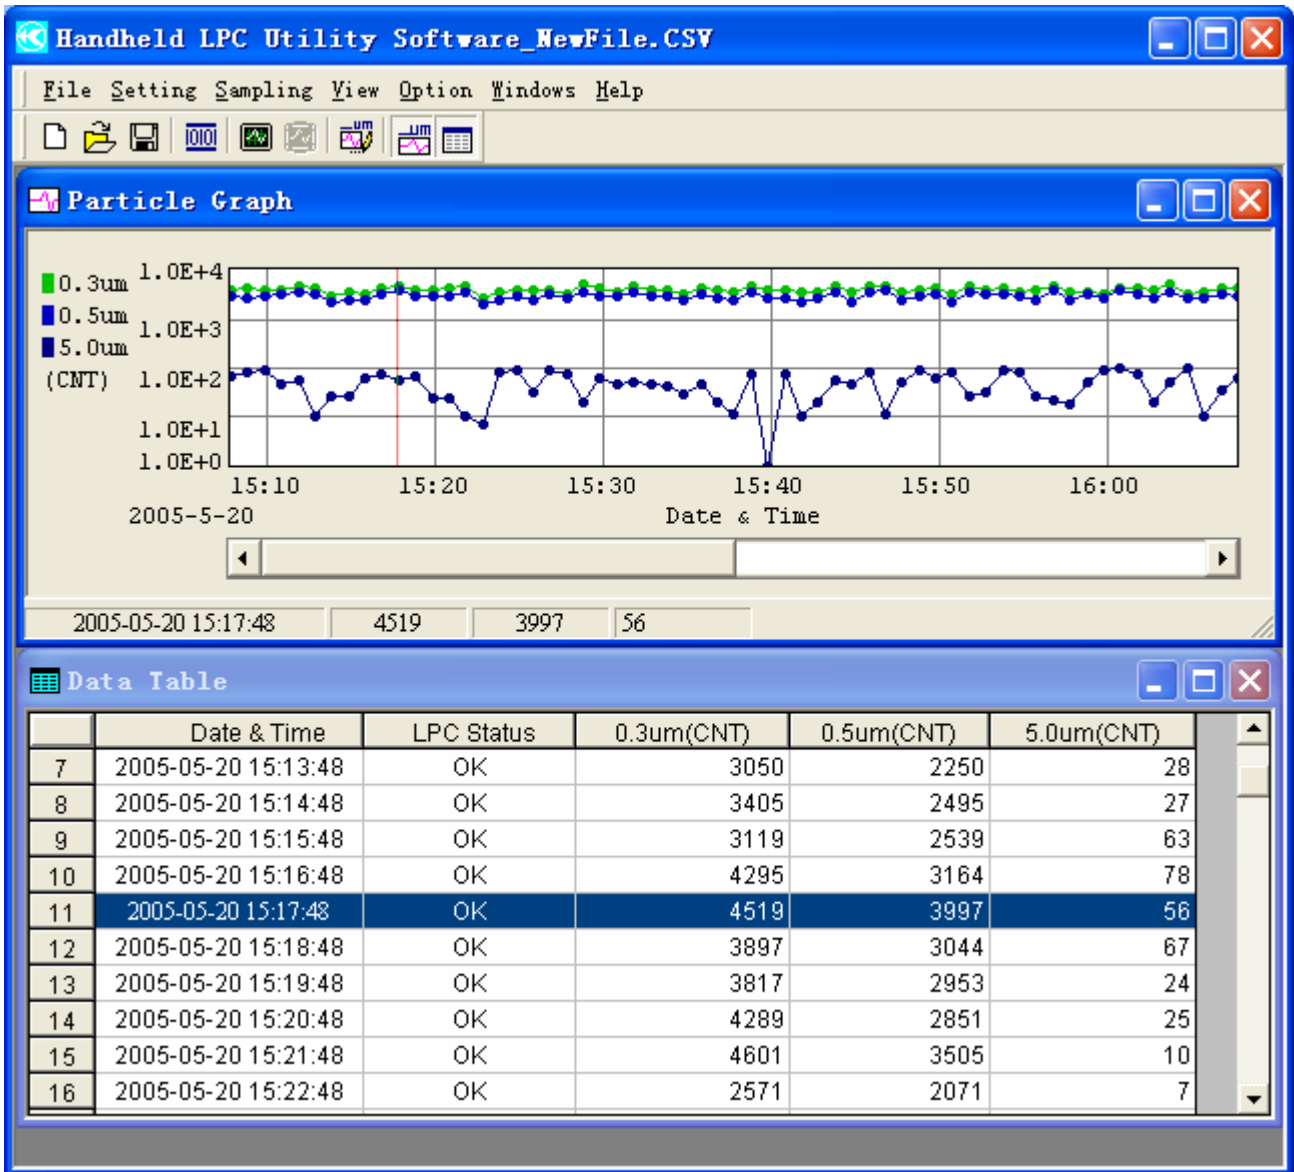 Handheld LPC Utility Software_NewFile.CSV
File Setting Sampling View Option Windows Help
Particle Graph
0.3um
0.5um
5.0um
(CNT)
1.0E+4
1.0E+3
1.0E+2
1.0E+1
1.0E+0
15:10 15:20 15:30 15:40 15:50 16:00
2005-5-20 Date & Time
2005-05-20 15:17:48 4519 3997 56
Data Table
Date & Time LPC Status 0.3um(CNT) 0.5um(CNT) 5.0um(CNT)
7 2005-05-20 15:13:48 OK 3050 2250 28
8 2005-05-20 15:14:48 OK 3405 2495 27
9 2005-05-20 15:15:48 OK 3119 2539 63
10 2005-05-20 15:16:48 OK 4295 3164 78
11 2005-05-20 15:17:48 OK 4519 3997 56
12 2005-05-20 15:18:48 OK 3897 3044 67
13 2005-05-20 15:19:48 OK 3817 2953 24
14 2005-05-20 15:20:48 OK 4289 2851 25
15 2005-05-20 15:21:48 OK 4601 3505 10
16 2005-05-20 15:22:48 OK 2571 2071 7